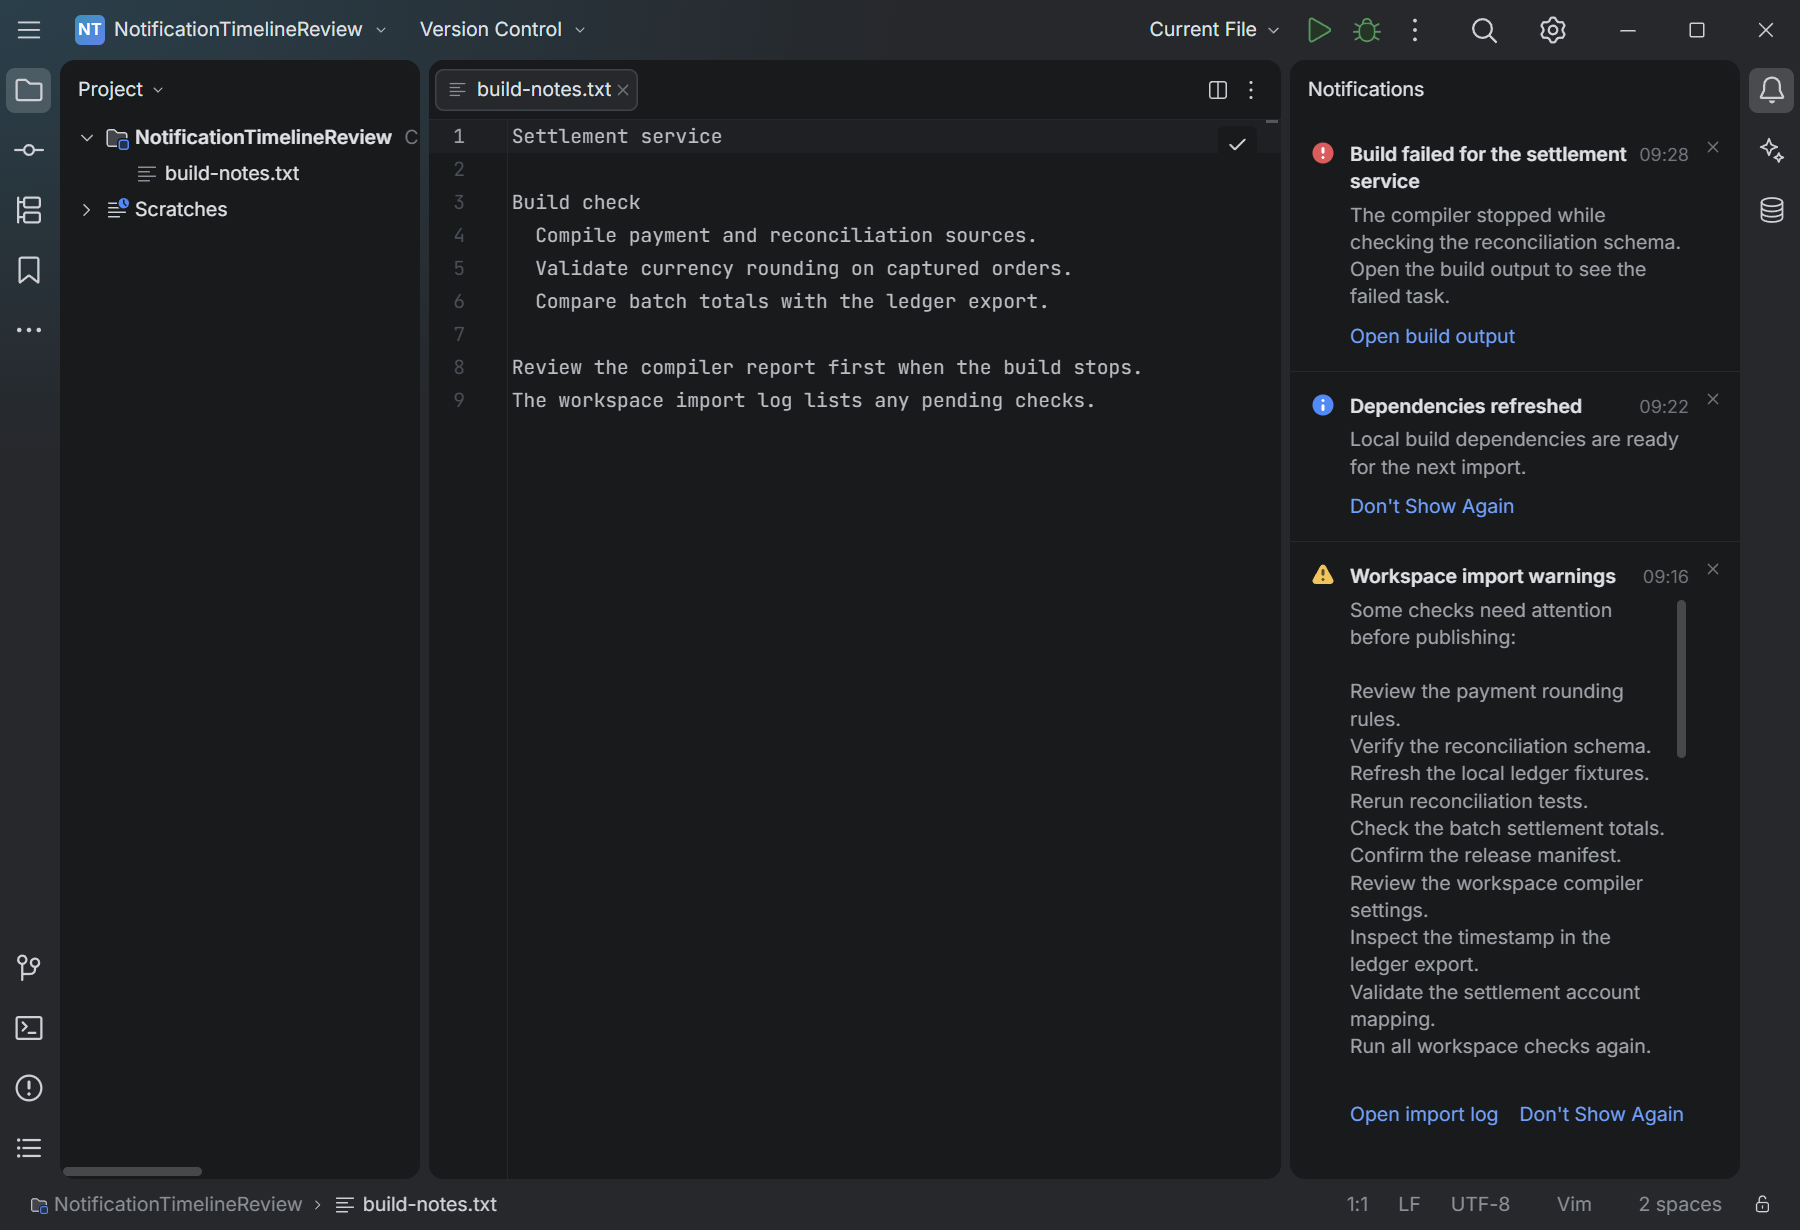 NT NotificationTimelineReview Version Control Current File
Project
NotificationTimelineReview
build-notes.txt
Scratches
build-notes.txt
1 Settlement service
2
3 Build check
4 Compile payment and reconciliation sources.
5 Validate currency rounding on captured orders.
6 Compare batch totals with the ledger export.
7
8 Review the compiler report first when the build stops.
9 The workspace import log lists any pending checks.
Notifications
Build failed for the settlement 09:28
service
The compiler stopped while
checking the reconciliation schema.
Open the build output to see the
failed task.
Open build output
Dependencies refreshed 09:22
Local build dependencies are ready
for the next import.
Don't Show Again
Workspace import warnings 09:16
Some checks need attention
before publishing:
Review the payment rounding
rules.
Verify the reconciliation schema.
Refresh the local ledger fixtures.
Rerun reconciliation tests.
Check the batch settlement totals.
Confirm the release manifest.
Review the workspace compiler
settings.
Inspect the timestamp in the
ledger export.
Validate the settlement account
mapping.
Run all workspace checks again.
Open import log Don't Show Again
NotificationTimelineReview build-notes.txt 1:1 LF UTF-8 Vim 2 spaces